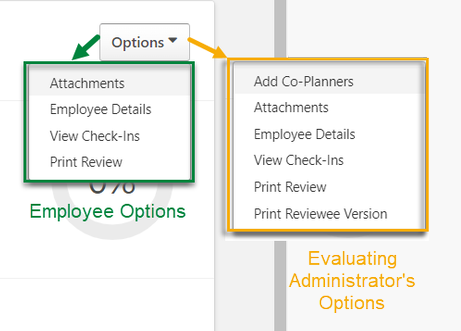 Options
Attachments
Employee Details
View Check-Ins
Print Review
0%
Employee Options
Add Co-Planners
Attachments
Employee Details
View Check-Ins
Print Review
Print Reviewee Version
Evaluating
Administrator's
Options